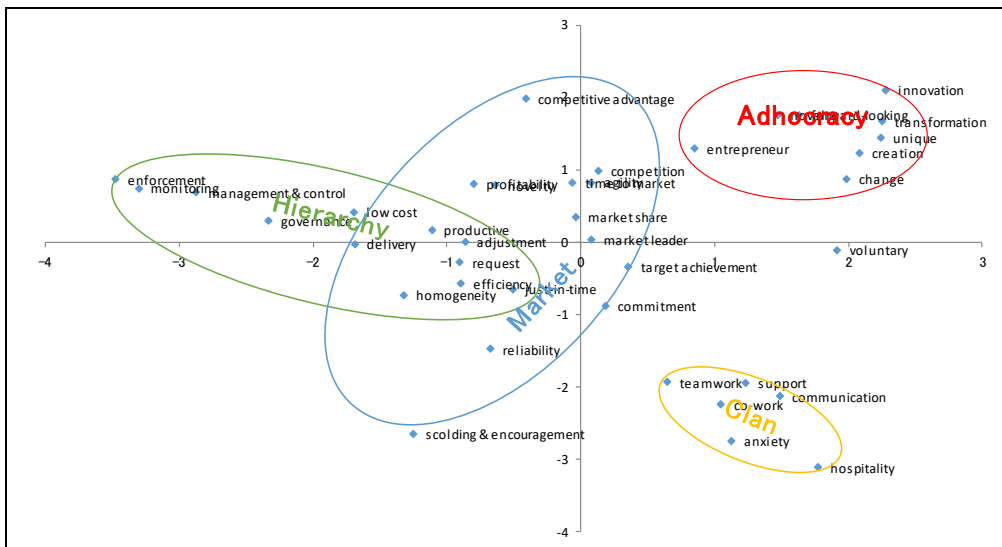 3
innovation
2
competitive advantage
Adhocracy
transformation
unique
entrepreneur
creation
1
competition
enforcement
change
monitoring
profitability
novelty
time to market
agility
management & control
Hierarchy
low cost
governance
market share
productive
0
delivery
adjustment
market leader
voluntary
-4
-3
-2
-1
0
1
2
3
request
target achievement
efficiency
just-in-time
homogeneity
Market
commitment
-1
reliability
-2
teamwork
support
communication
co-work
Clan
scolding & encouragement
anxiety
-3
hospitality
-4